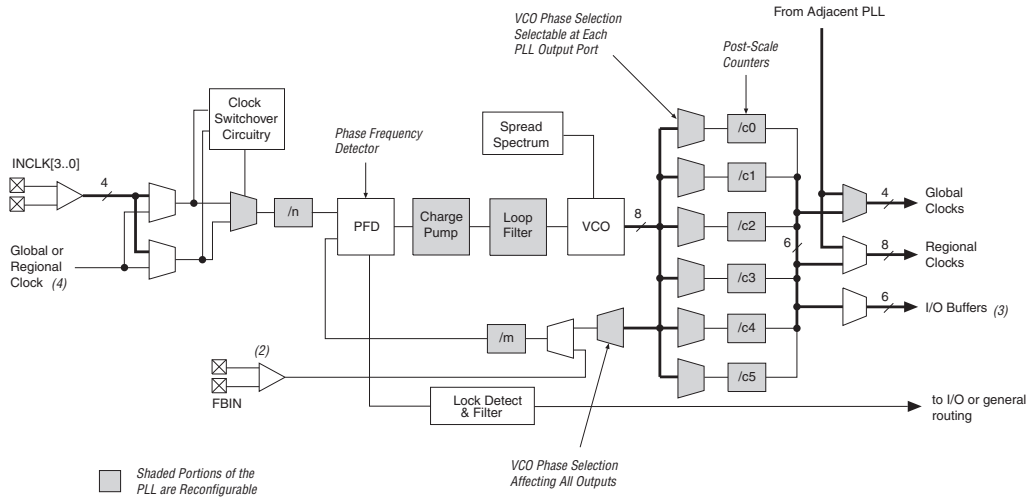 From Adjacent PLL
VCO Phase Selection
Selectable at Each
PLL Output Port
Post-Scale
Counters
Clock
Switchover
Circuitry
Phase Frequency
Detector
Spread
Spectrum
/c0
INCLK[3..0]
4
/c1
4
Global
Clocks
/n
PFD
Charge
Pump
Loop
Filter
VCO
8
/c2
6
8
Regional
Clocks
Global or
Regional
Clock (4)
/c3
6
I/O Buffers (3)
/m
/c4
(2)
FBIN
/c5
Lock Detect
& Filter
to I/O or general
routing
VCO Phase Selection
Affecting All Outputs
Shaded Portions of the
PLL are Reconfigurable